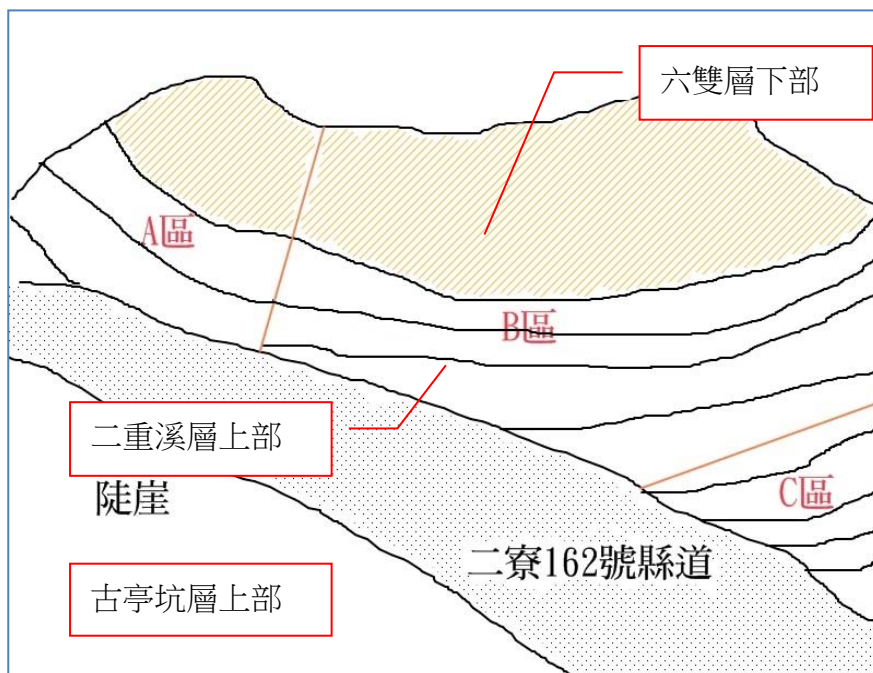 六雙層下部
A區
B區
二重溪層上部
C區
陡崖
二寮162號縣道
古亭坑層上部